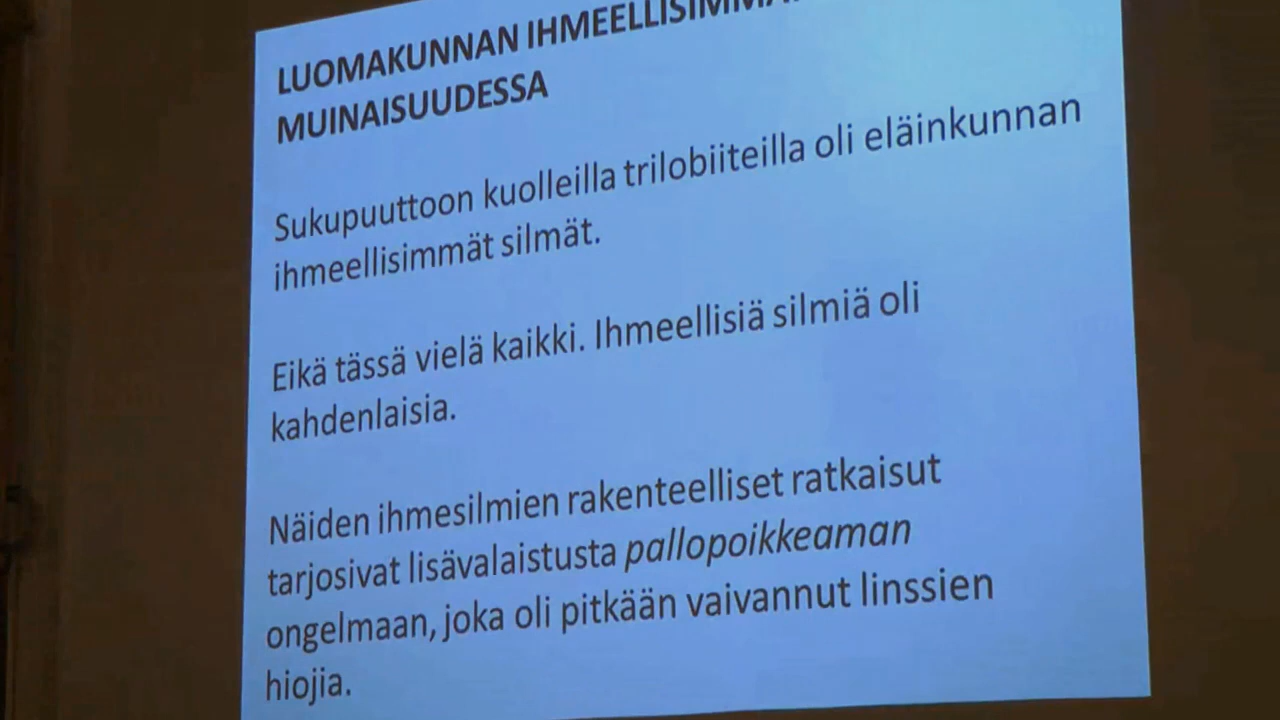 LUOMAKUNNAN
MUINAISUUDESSA
Sukupuuttoon kuolleilla trilobiiteilla oli eläinkunnan
ihmeellisimmät silmät.
Eikä tässä vielä kaikki. Ihmeellisiä silmiä oli
kahdenlaisia.
Näiden ihmesilmien rakenteelliset ratkaisut
tarjosivat lisävalaistusta pallopoikkeaman
ongelmaan, joka oli pitkään vaivannut linssien
hiojia.